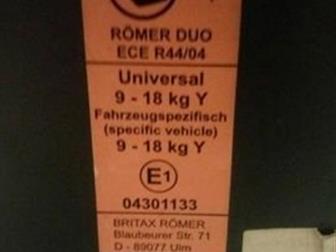 RÖMER DUO
ECE R44/04
Universal
9 - 18 kg Y
Fahrzeugspezifisch
(specific vehicle)
9 - 18 kg Y
E1
04301133
BRITAX RÖMER
Blaubeurer Str. 71
D - 89077 Ulm